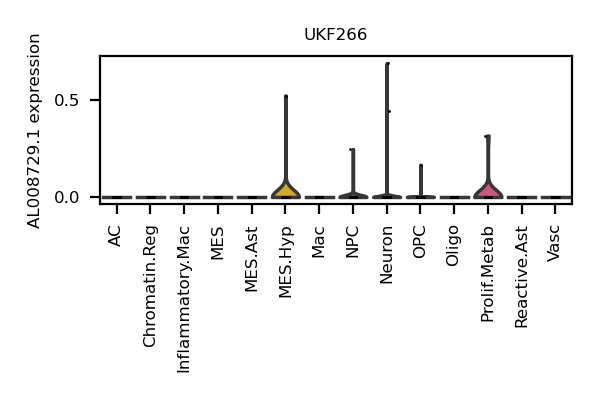 UKF266
AL008729.1 expression
0.5
0.0
AC
Chromatin.Reg
Inflammatory.Mac
MES
MES.Ast
MES.Hyp
Mac
NPC
Neuron
OPC
Oligo
Prolif.Metab
Reactive.Ast
Vasc